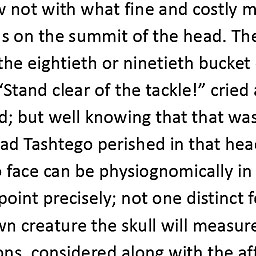 not with what fine and costly
s on the summit of the head. The
the eightieth or ninetieth bucket
“Stand clear of the tackle!” cried
d; but well knowing that that was
ad Tashtego perished in that head
face can be physiognomically in
point precisely; not one distinct
wn creature the skull will measure
ons, considered along with the aff